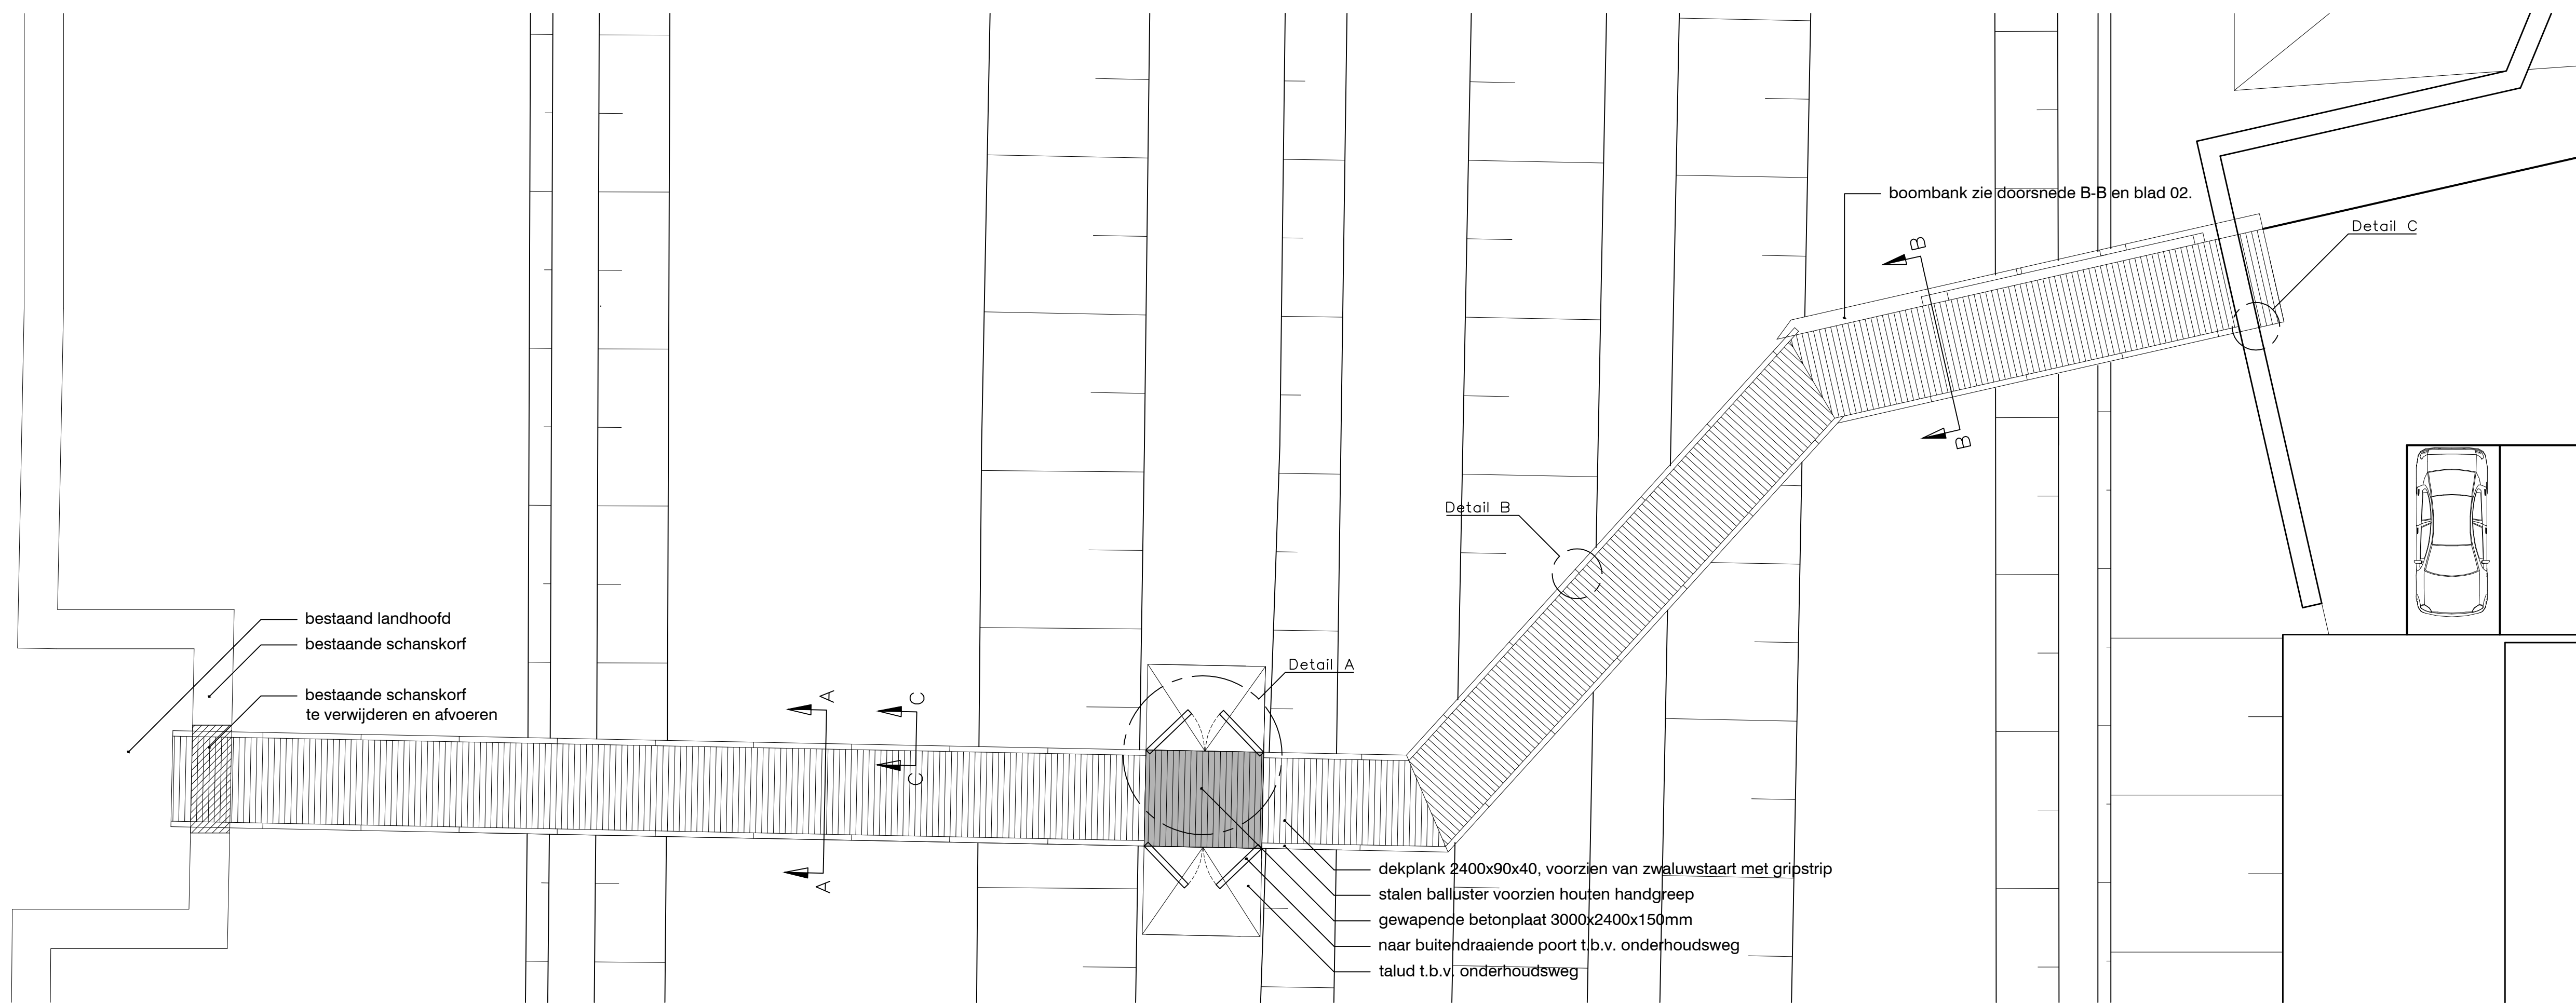 boombank zie doorsnede B-B en blad 02.
Detail C
B
B
Detail B
bestaand landhoofd
bestaande schanskorf
bestaande schanskorf
te verwijderen en afvoeren
Detail A
A
C
C
A
dekplank 2400x90x40, voorzien van zwaluwstaart met gripstrip
stalen balluster voorzien houten handgreep
gewapende betonplaat 3000x2400x150mm
naar buitendraaiende poort t.b.v. onderhoudsweg
talud t.b.v. onderhoudsweg